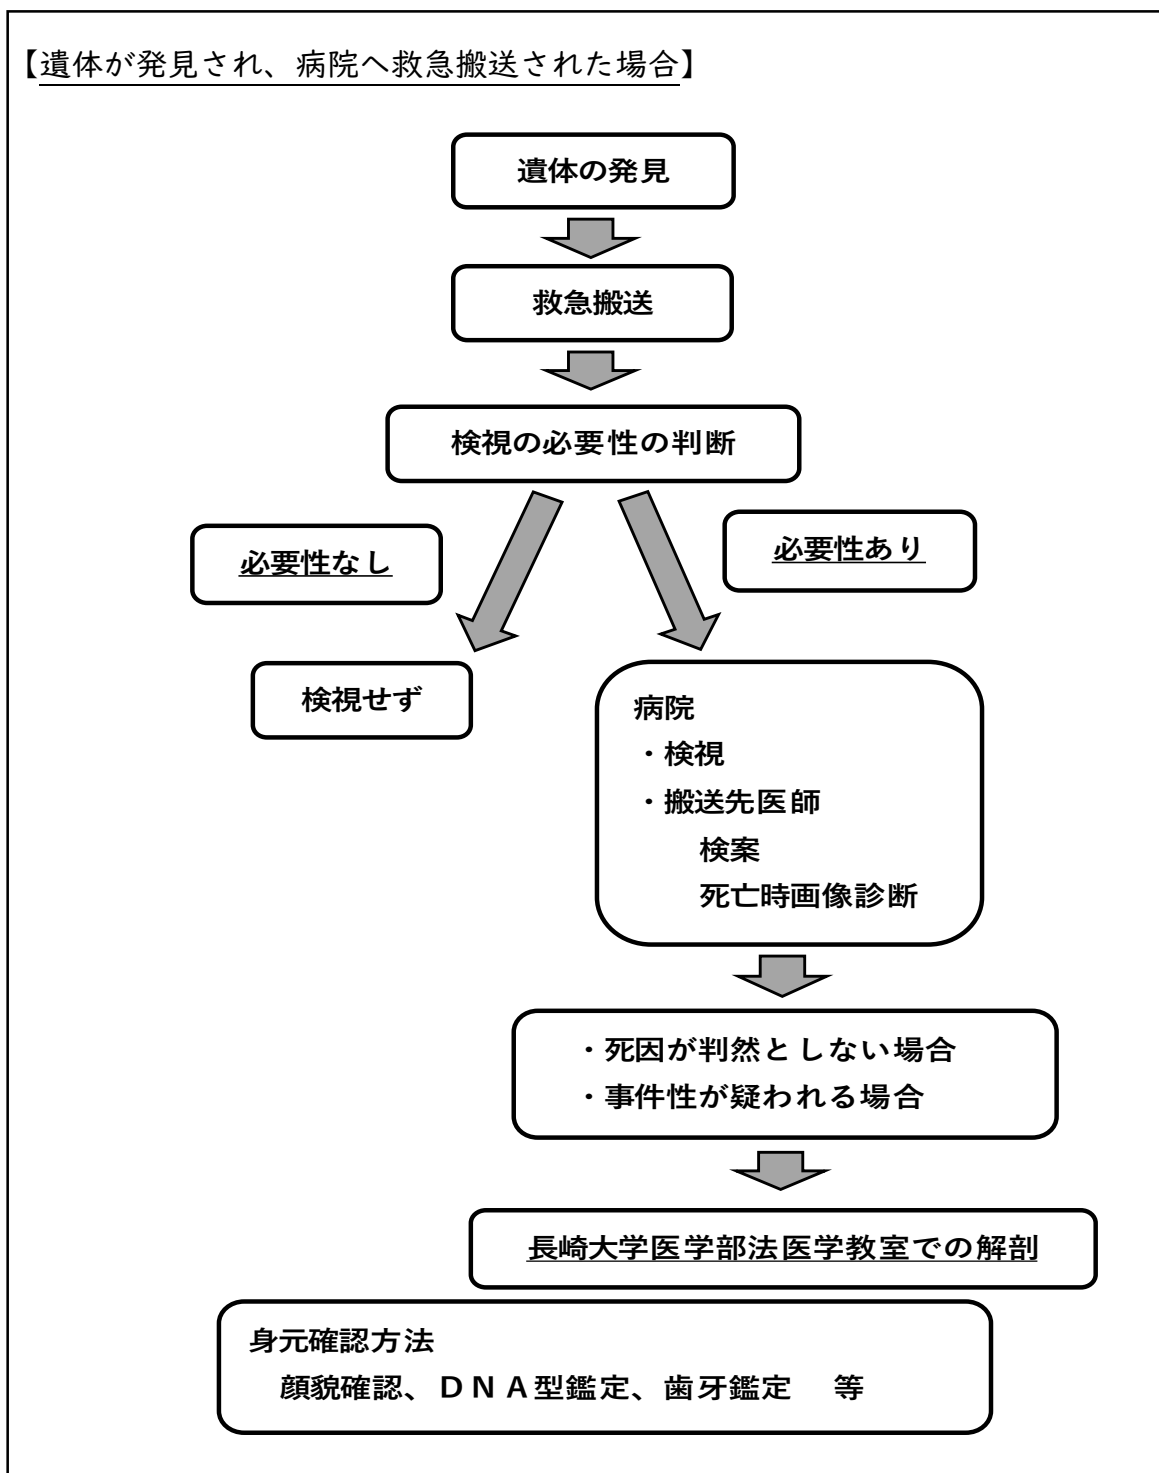 【遺体が発見され、病院へ救急搬送された場合】
遺体の発見
救急搬送
検視の必要性の判断
必要性なし
必要性あり
検視せず
病院
・検視
・搬送先医師
検案
死亡時画像診断
・死因が判然としない場合
・事件性が疑われる場合
長崎大学医学部法医学教室での解剖
身元確認方法
顔貌確認、ＤＮＡ型鑑定、歯牙鑑定　等